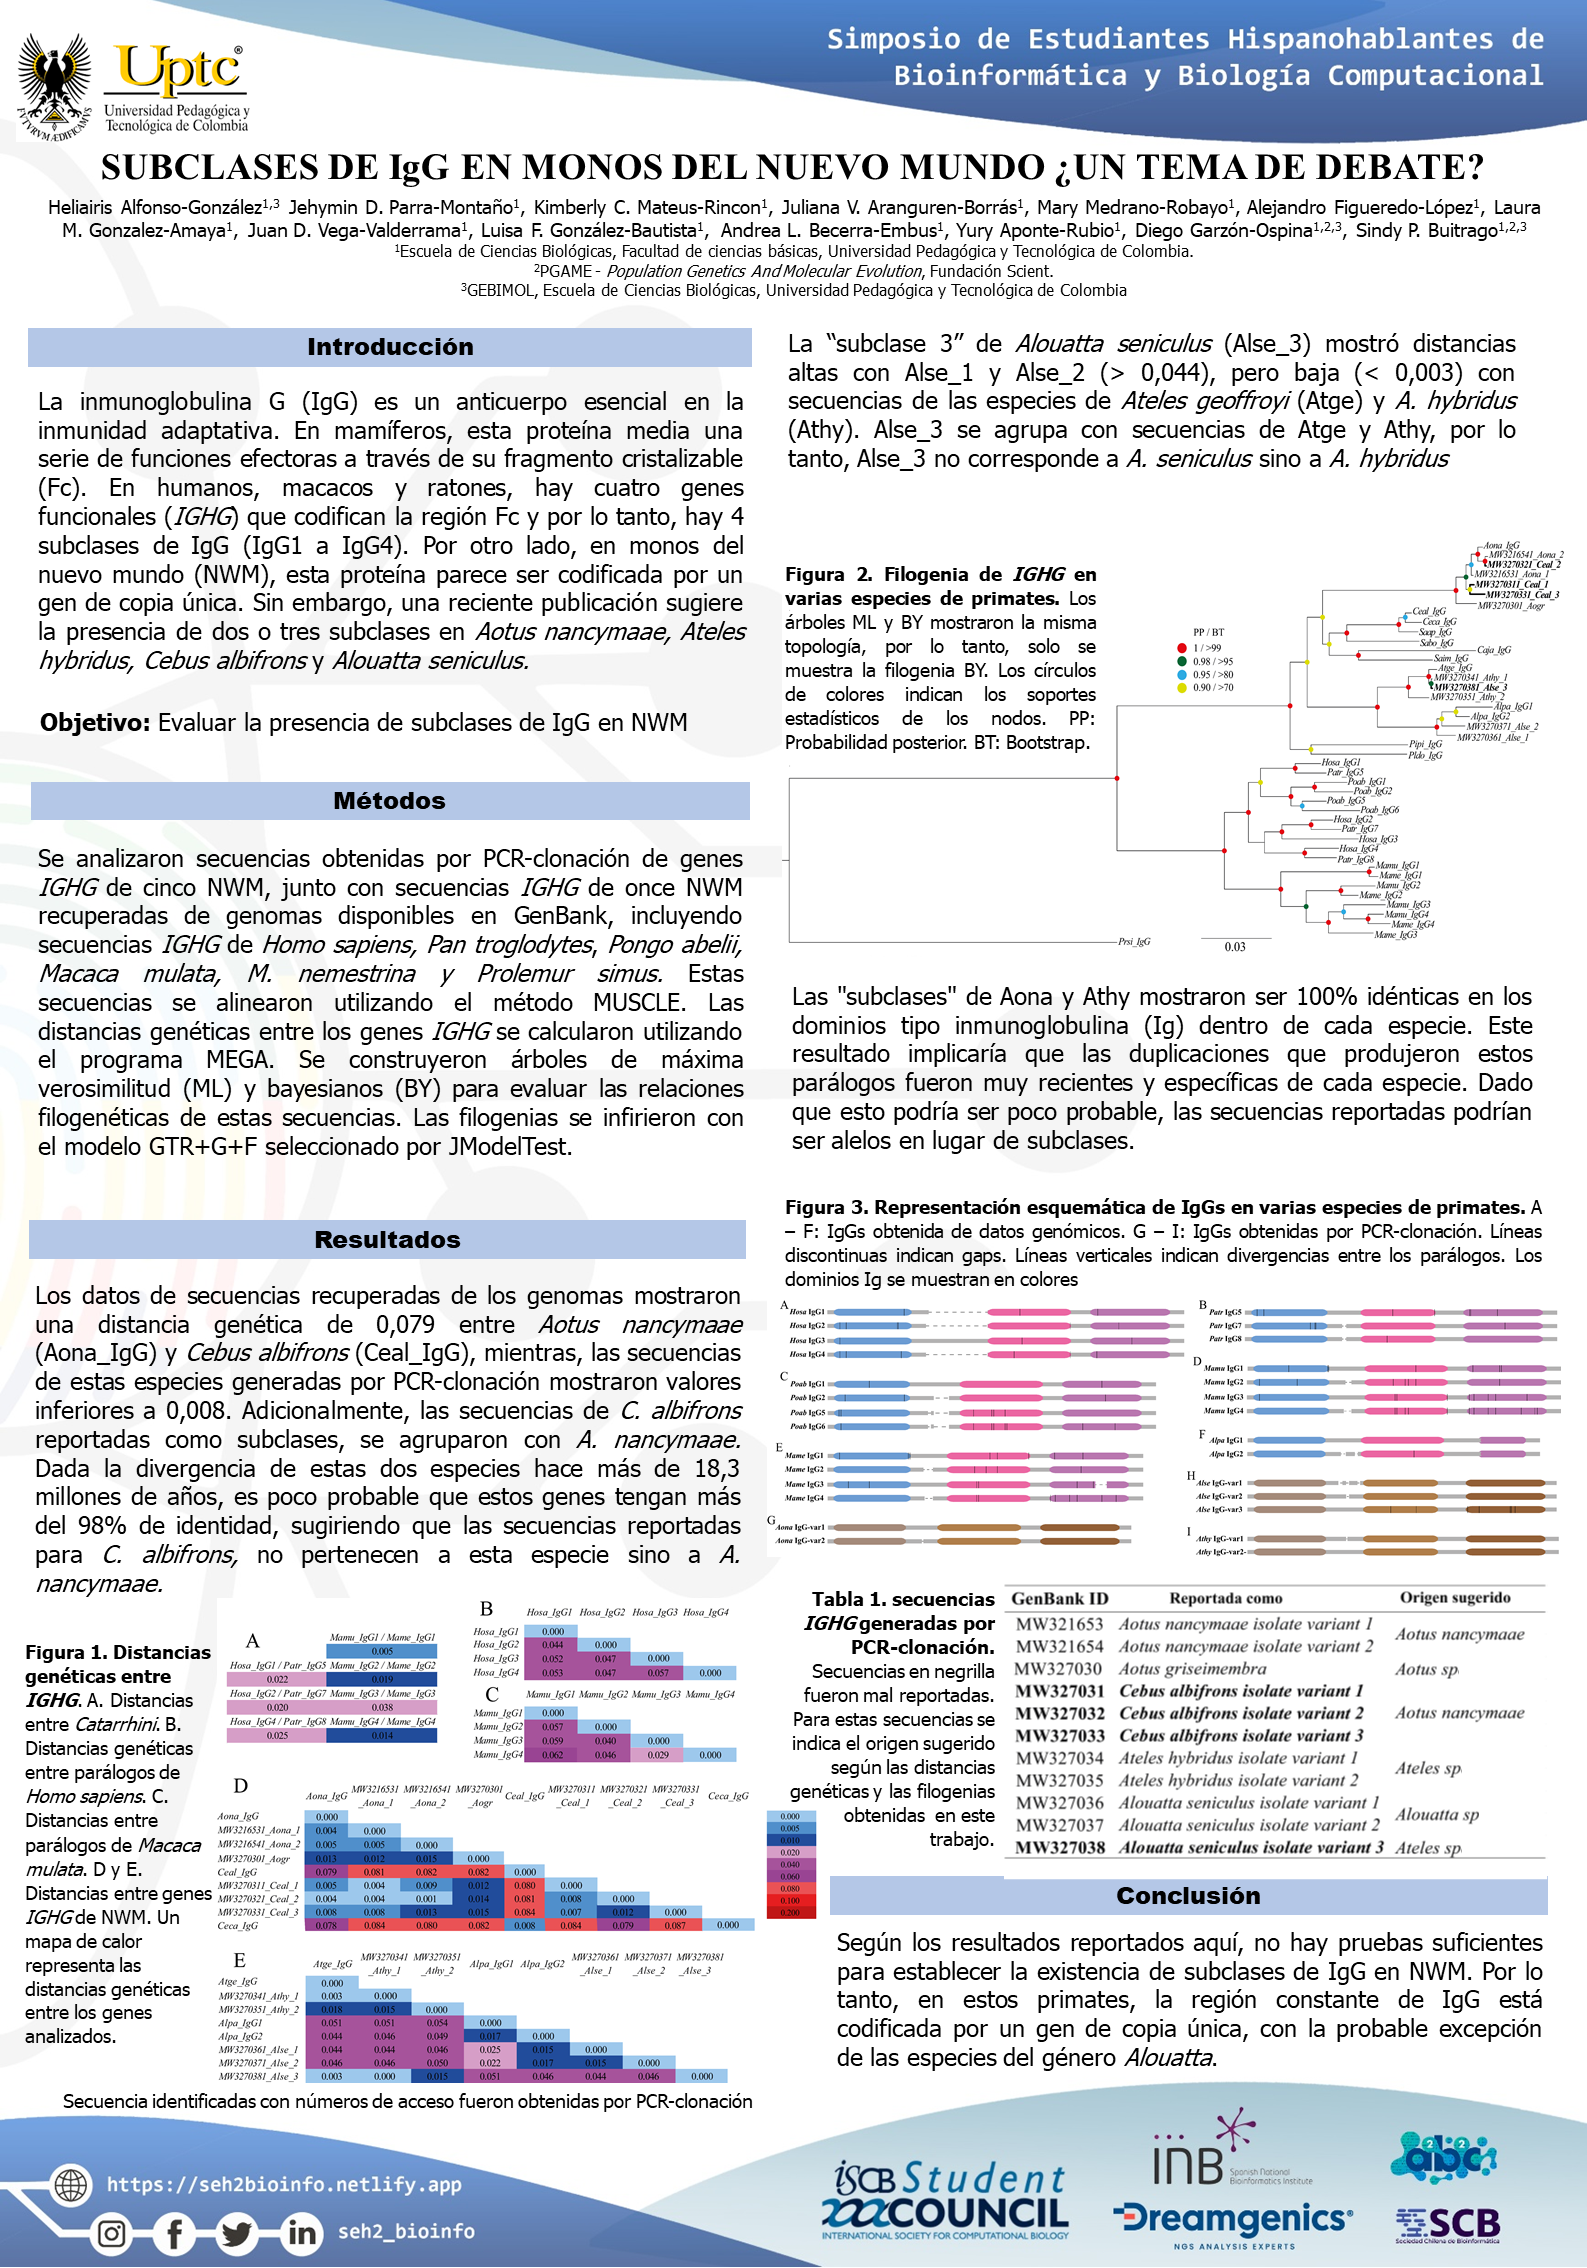 Simposio de Estudiantes Hispanohablantes de
Bioinformática y Biología Computacional
Uptc®
Universidad Pedagógica y
Tecnológica de Colombia
SUBCLASES DE IgG EN MONOS DEL NUEVO MUNDO ¿UN TEMA DE DEBATE?
Heliairis Alfonso-González1,3 Jehymin D. Parra-Montaño1, Kimberly C. Mateus-Rincon1, Juliana V. Aranguren-Borrás1, Mary Medrano-Robayo1, Alejandro Figueredo-López1, Laura
M. Gonzalez-Amaya1, Juan D. Vega-Valderrama1, Luisa F. González-Bautista1, Andrea L. Becerra-Embus1, Yury Aponte-Rubio1, Diego Garzón-Ospina1,2,3, Sindy P. Buitrago1,2,3
1Escuela de Ciencias Biológicas, Facultad de ciencias básicas, Universidad Pedagógica y Tecnológica de Colombia.
2PGAME - Population Genetics And Molecular Evolution, Fundación Scient.
3GEBIMOL, Escuela de Ciencias Biológicas, Universidad Pedagógica y Tecnológica de Colombia
Introducción
La inmunoglobulina G (IgG) es un anticuerpo esencial en la
inmunidad adaptativa. En mamíferos, esta proteína media una
serie de funciones efectoras a través de su fragmento cristalizable
(Fc). En humanos, macacos y ratones, hay cuatro genes
funcionales (IGHG) que codifican la región Fc y por lo tanto, hay 4
subclases de IgG (IgG1 a IgG4). Por otro lado, en monos del
nuevo mundo (NWM), esta proteína parece ser codificada por un
gen de copia única. Sin embargo, una reciente publicación sugiere
la presencia de dos o tres subclases en Aotus nancymaae, Ateles
hybridus, Cebus albifrons y Alouatta seniculus.
Objetivo: Evaluar la presencia de subclases de IgG en NWM
Métodos
Se analizaron secuencias obtenidas por PCR-clonación de genes
IGHG de cinco NWM, junto con secuencias IGHG de once NWM
recuperadas de genomas disponibles en GenBank, incluyendo
secuencias IGHG de Homo sapiens, Pan troglodytes, Pongo abelii,
Macaca mulata, M. nemestrina y Prolemur simus. Estas
secuencias se alinearon utilizando el método MUSCLE. Las
distancias genéticas entre los genes IGHG se calcularon utilizando
el programa MEGA. Se construyeron árboles de máxima
verosimilitud (ML) y bayesianos (BY) para evaluar las relaciones
filogenéticas de estas secuencias. Las filogenias se infirieron con
el modelo GTR+G+F seleccionado por JModelTest.
Resultados
Los datos de secuencias recuperadas de los genomas mostraron
una distancia genética de 0,079 entre Aotus nancymaae
(Aona_IgG) y Cebus albifrons (Ceal_IgG), mientras, las secuencias
de estas especies generadas por PCR-clonación mostraron valores
inferiores a 0,008. Adicionalmente, las secuencias de C. albifrons
reportadas como subclases, se agruparon con A. nancymaae.
Dada la divergencia de estas dos especies hace más de 18,3
millones de años, es poco probable que estos genes tengan más
del 98% de identidad, sugiriendo que las secuencias reportadas
para C. albifrons, no pertenecen a esta especie sino a A.
nancymaae.
Figura 1. Distancias
genéticas entre
IGHG. A. Distancias
entre Catarrhini. B.
Distancias genéticas
entre parálogos de
Homo sapiens. C.
Distancias entre
parálogos de Macaca
mulata. D y E.
Distancias entre genes
IGHG de NWM. Un
mapa de calor
representa las
distancias genéticas
entre los genes
analizados.
A
Mamu_IgG1 / Mame_IgG1
0.005
Hosa_IgG1 / Patr_IgG5 Mamu_IgG2 / Mame_IgG2
0.022 0.019
Hosa_IgG2 / Patr_IgG7 Mamu_IgG3 / Mame_IgG3
0.020 0.038
Hosa_IgG4 / Patr_IgG8 Mamu_IgG4 / Mame_IgG4
0.025 0.014
B
Hosa_IgG1 Hosa_IgG2 Hosa_IgG3 Hosa_IgG4
Hosa_IgG1 0.000
Hosa_IgG2 0.044 0.000
Hosa_IgG3 0.052 0.047 0.000
Hosa_IgG4 0.053 0.047 0.057 0.000
C
Mamu_IgG1 Mamu_IgG2 Mamu_IgG3 Mamu_IgG4
Mamu_IgG1 0.000
Mamu_IgG2 0.057 0.000
Mamu_IgG3 0.059 0.040 0.000
Mamu_IgG4 0.062 0.046 0.029 0.000
D
Aona_IgG MW3216531_Aona_1 MW3216541_Aona_2 MW3270301_Aogr Ceal_IgG MW3270311_Ceal_1 MW3270321_Ceal_2 MW3270331_Ceal_3 Ceca_IgG
Aona_IgG 0.000
MW3216531_Aona_1 0.004 0.000
MW3216541_Aona_2 0.005 0.005 0.000
MW3270301_Aogr 0.013 0.012 0.015 0.000
Ceal_IgG 0.079 0.081 0.082 0.082 0.000
MW3270311_Ceal_1 0.005 0.004 0.009 0.012 0.080 0.000
MW3270321_Ceal_2 0.004 0.004 0.001 0.014 0.081 0.008 0.000
MW3270331_Ceal_3 0.008 0.008 0.013 0.015 0.084 0.007 0.012 0.000
Ceca_IgG 0.078 0.084 0.080 0.082 0.008 0.084 0.079 0.087 0.000
0.000
0.005
0.010
0.020
0.040
0.060
0.080
0.100
0.200
E
Atge_IgG MW3270341_Athy_1 MW3270351_Athy_2 Alpa_IgG1 Alpa_IgG2 MW3270361_Alse_1 MW3270371_Alse_2 MW3270381_Alse_3
Atge_IgG 0.000
MW3270341_Athy_1 0.003 0.000
MW3270351_Athy_2 0.018 0.015 0.000
Alpa_IgG1 0.051 0.051 0.054 0.000
Alpa_IgG2 0.044 0.046 0.049 0.017 0.000
MW3270361_Alse_1 0.044 0.044 0.046 0.025 0.015 0.000
MW3270371_Alse_2 0.046 0.046 0.050 0.022 0.017 0.015 0.000
MW3270381_Alse_3 0.003 0.000 0.015 0.051 0.046 0.044 0.046 0.000
Secuencia identificadas con números de acceso fueron obtenidas por PCR-clonación
La “subclase 3” de Alouatta seniculus (Alse_3) mostró distancias
altas con Alse_1 y Alse_2 (> 0,044), pero baja (< 0,003) con
secuencias de las especies de Ateles geoffroyi (Atge) y A. hybridus
(Athy). Alse_3 se agrupa con secuencias de Atge y Athy, por lo
tanto, Alse_3 no corresponde a A. seniculus sino a A. hybridus
Figura 2. Filogenia de IGHG en
varias especies de primates. Los
árboles ML y BY mostraron la misma
topología, por lo tanto, solo se
muestra la filogenia BY. Los círculos
de colores indican los soportes
estadísticos de los nodos. PP:
Probabilidad posterior. BT: Bootstrap.
PP / BT
1 / >99
0.98 / >95
0.95 / >80
0.90 / >70
Aona_IgG
MW3216541_Aona_2
MW3270321_Ceal_2
MW3216531_Aona_1
MW3270311_Ceal_1
MW3270331_Ceal_3
MW3270301_Aogr
Ceal_IgG
Ceca_IgG
Saap_IgG
Sabo_IgG
Caja_IgG
Saim_IgG
Atge_IgG
MW3270341_Athy_1
MW3270381_Alse_3
MW3270351_Athy_2
Alpa_IgG1
Alpa_IgG2
MW3270371_Alse_2
MW3270361_Alse_1
Pipi_IgG
Pldo_IgG
Hosa_IgG1
Patr_IgG5
Poab_IgG1
Poab_IgG2
Poab_IgG5
Poab_IgG6
Hosa_IgG2
Patr_IgG7
Hosa_IgG3
Hosa_IgG4
Patr_IgG8
Mamu_IgG1
Mame_IgG1
Mamu_IgG2
Mame_IgG2
Mamu_IgG3
Mamu_IgG4
Mame_IgG4
Mame_IgG3
Prsi_IgG
0.03
Las "subclases" de Aona y Athy mostraron ser 100% idénticas en los
dominios tipo inmunoglobulina (Ig) dentro de cada especie. Este
resultado implicaría que las duplicaciones que produjeron estos
parálogos fueron muy recientes y específicas de cada especie. Dado
que esto podría ser poco probable, las secuencias reportadas podrían
ser alelos en lugar de subclases.
Figura 3. Representación esquemática de IgGs en varias especies de primates. A
– F: IgGs obtenida de datos genómicos. G – I: IgGs obtenidas por PCR-clonación. Líneas
discontinuas indican gaps. Líneas verticales indican divergencias entre los parálogos. Los
dominios Ig se muestran en colores
A
Hosa IgG1
Hosa IgG2
Hosa IgG3
Hosa IgG4
B
Patr IgG5
Patr IgG7
Patr IgG8
C
Poab IgG1
Poab IgG2
Poab IgG5
Poab IgG6
D
Mamu IgG1
Mamu IgG2
Mamu IgG3
Mamu IgG4
E
Mame IgG1
Mame IgG2
Mame IgG3
Mame IgG4
F
Alpa IgG1
Alpa IgG2
G
Aona IgG-var1
Aona IgG-var2
H
Alse IgG-var1
Alse IgG-var2
Alse IgG-var3
I
Athy IgG-var1
Athy IgG-var2
Tabla 1. secuencias
IGHG generadas por
PCR-clonación.
Secuencias en negrilla
fueron mal reportadas.
Para estas secuencias se
indica el origen sugerido
según las distancias
genéticas y las filogenias
obtenidas en este
trabajo.
GenBank ID Reportada como Origen sugerido
MW321653 Aotus nancymaae isolate variant 1
Aotus nancymaae
MW321654 Aotus nancymaae isolate variant 2
MW327030 Aotus griseimembra Aotus sp.
MW327031 Cebus albifrons isolate variant 1
MW327032 Cebus albifrons isolate variant 2 Aotus nancymaae
MW327033 Cebus albifrons isolate variant 3
MW327034 Ateles hybridus isolate variant 1
Ateles sp.
MW327035 Ateles hybridus isolate variant 2
MW327036 Alouatta seniculus isolate variant 1
Alouatta sp
MW327037 Alouatta seniculus isolate variant 2
MW327038 Alouatta seniculus isolate variant 3 Ateles sp.
Conclusión
Según los resultados reportados aquí, no hay pruebas suficientes
para establecer la existencia de subclases de IgG en NWM. Por lo
tanto, en estos primates, la región constante de IgG está
codificada por un gen de copia única, con la probable excepción
de las especies del género Alouatta.
https://seh2bioinfo.netlify.app
seh2_bioinfo
ISCB Student
COUNCIL
INTERNATIONAL SOCIETY FOR COMPUTATIONAL BIOLOGY
iNB
Spanish National
Bioinformatics Institute
Dreamgenics®
NGS ANALYSIS EXPERTS
abc
SCB
Sociedad Chilena de Bioinformática